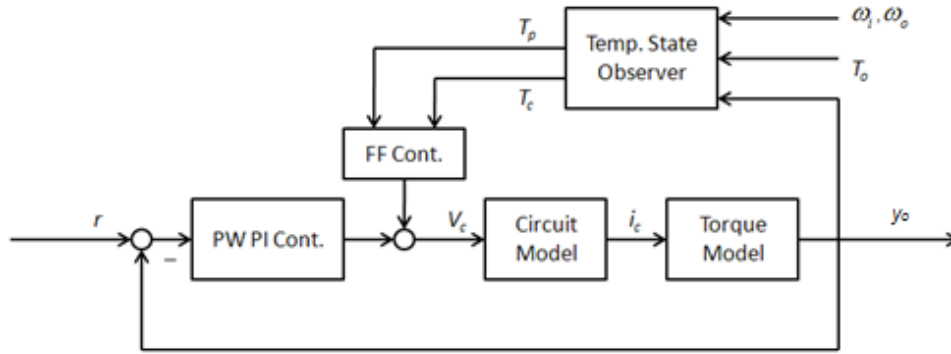 ω_i, ω_o
T_p
Temp. State
Observer
T_o
T_c
FF Cont.
r
−
PW PI Cont.
V_c
Circuit
Model
i_c
Torque
Model
y_o